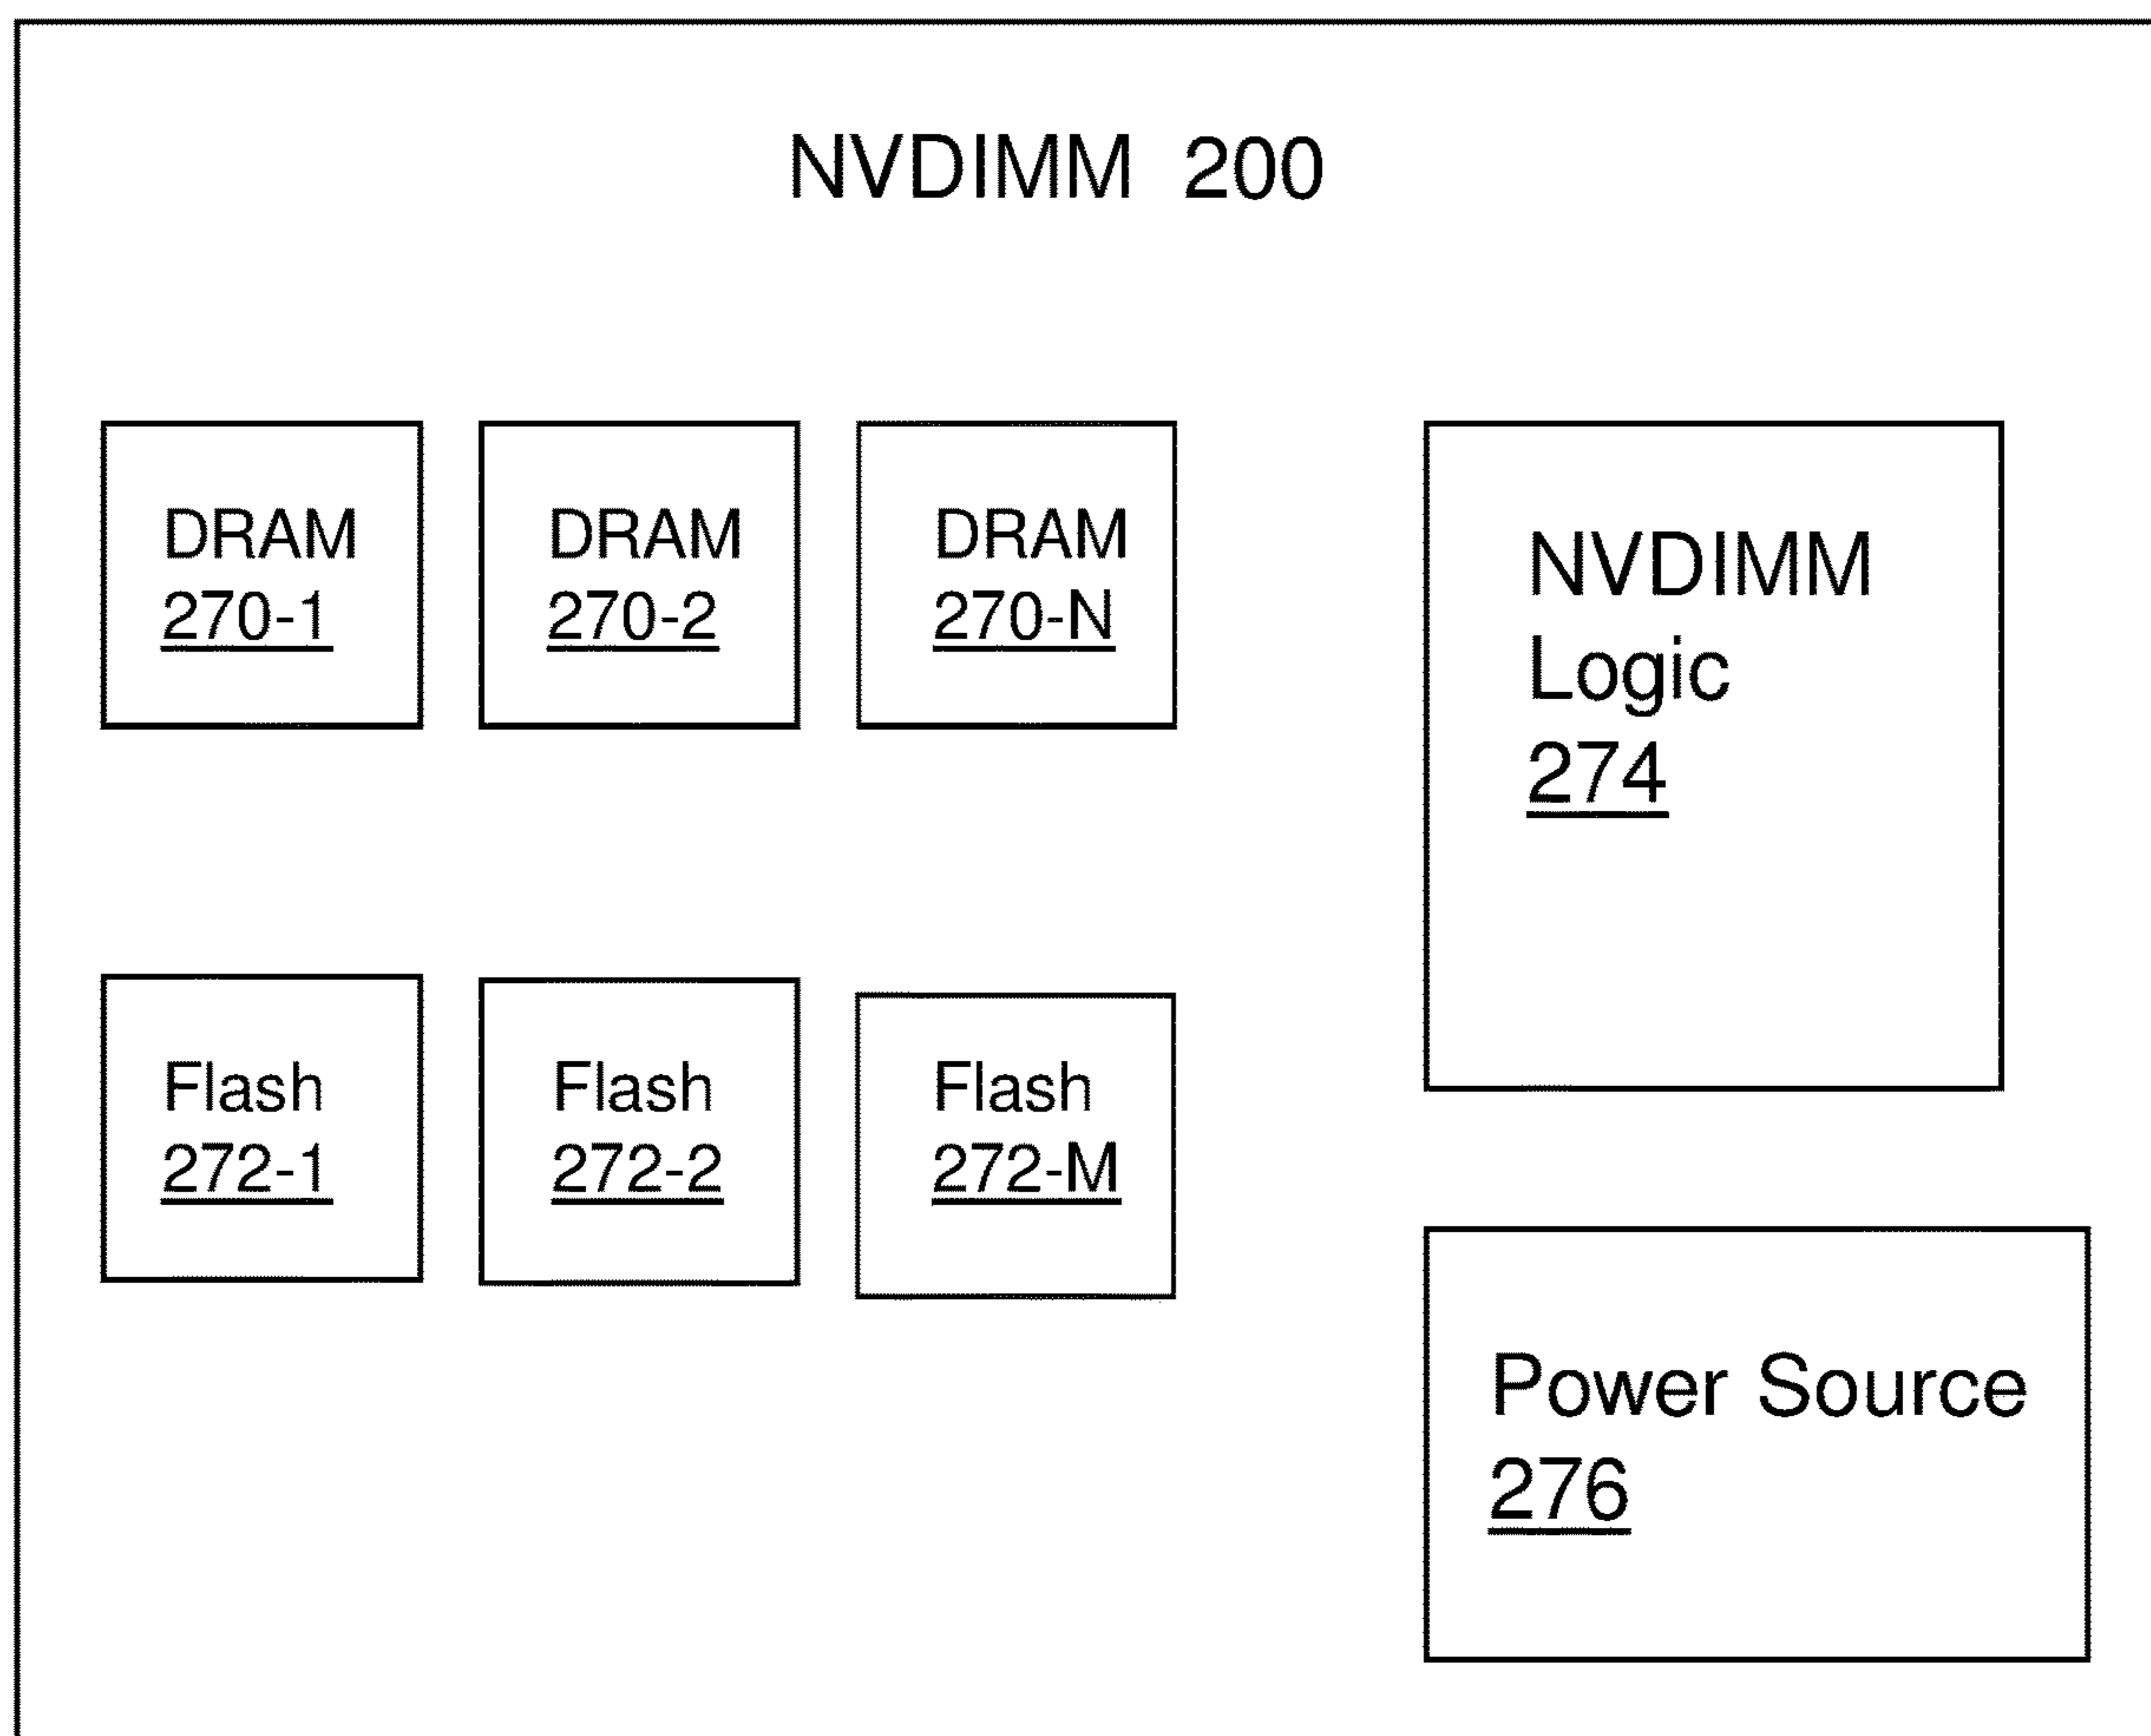 NVDIMM 200
DRAM
270-1
DRAM
270-2
DRAM
270-N
NVDIMM
Logic
274
Flash
272-1
Flash
272-2
Flash
272-M
Power Source
276